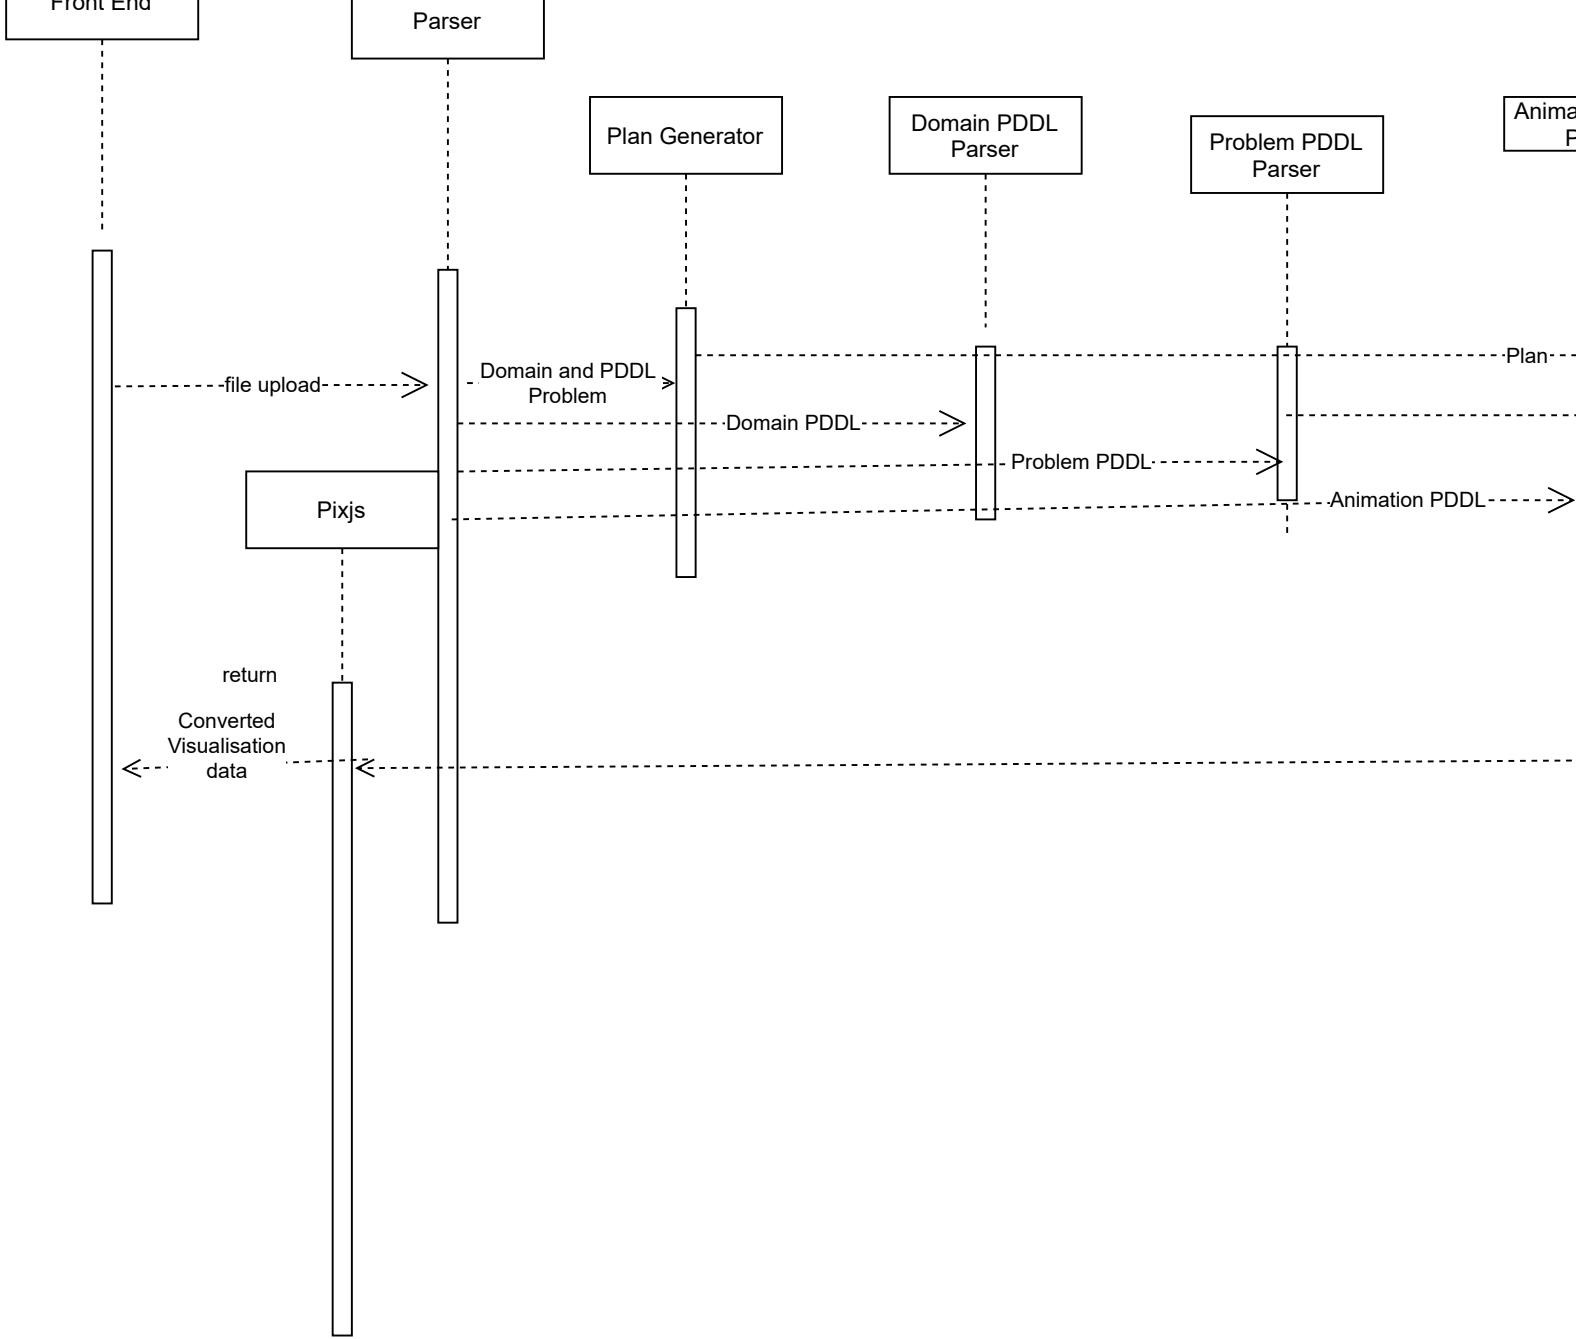 Front End
Parser
Plan Generator
Domain PDDL
Parser
Problem PDDL
Parser
Plan
file upload
Domain and PDDL
Problem
Domain PDDL
Problem PDDL
Animation PDDL
Pixjs
return
Converted
Visualisation
data